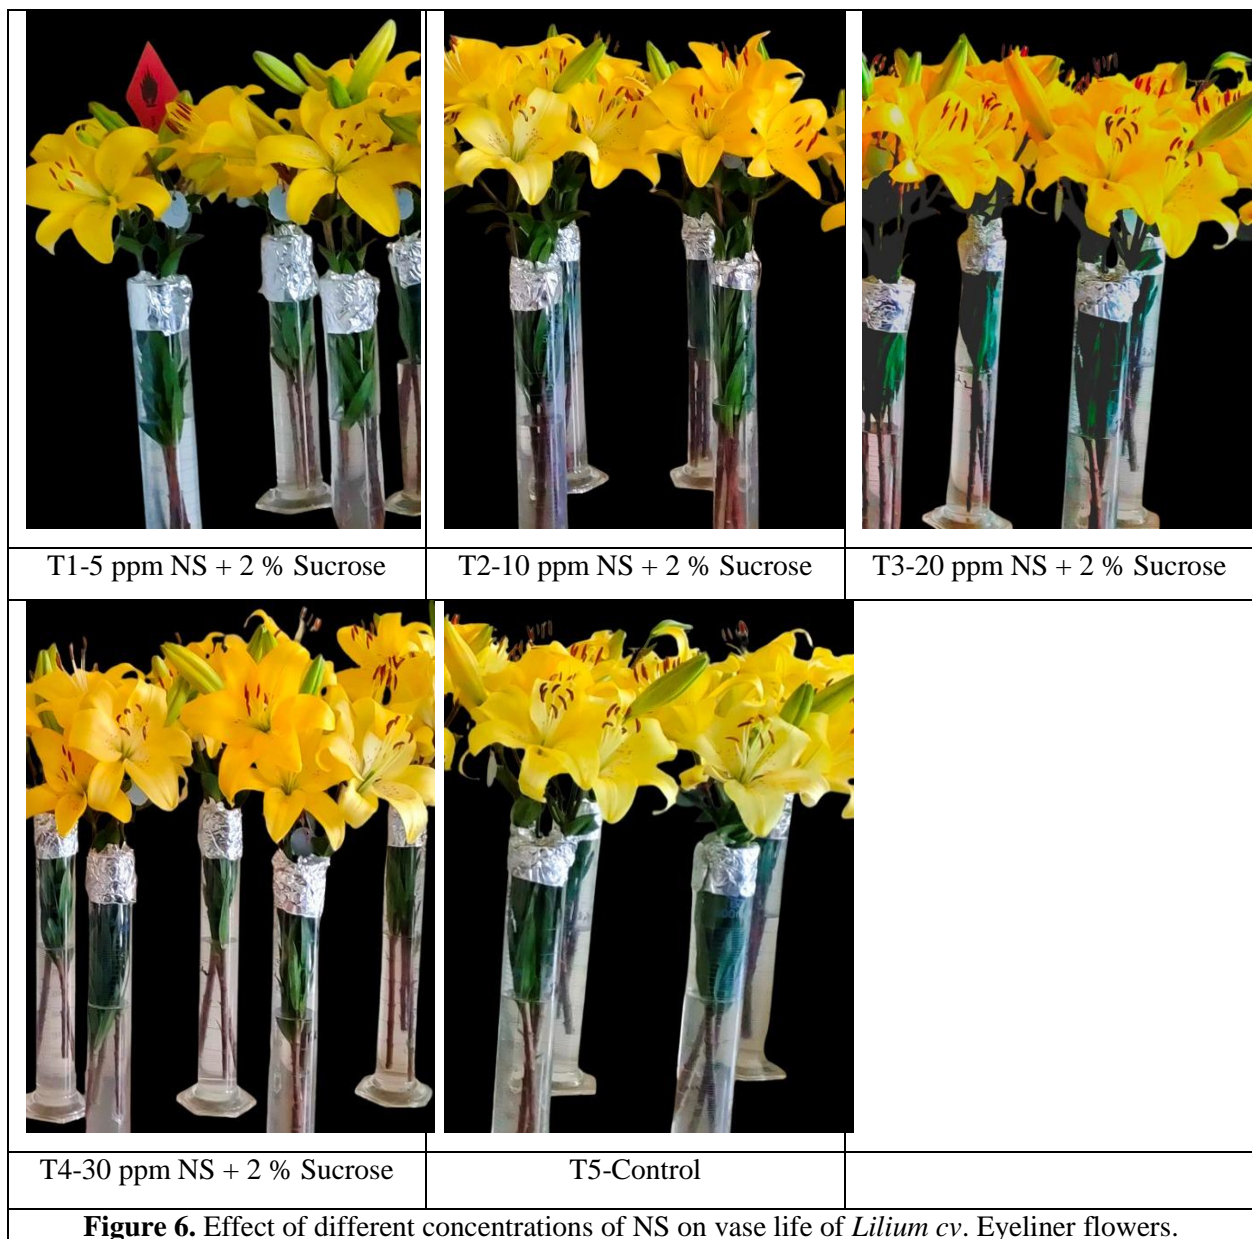 T1-5 ppm NS + 2 % Sucrose
T2-10 ppm NS + 2 % Sucrose
T3-20 ppm NS + 2 % Sucrose
T4-30 ppm NS + 2 % Sucrose
T5-Control
Figure 6. Effect of different concentrations of NS on vase life of Lilium cv. Eyeliner flowers.